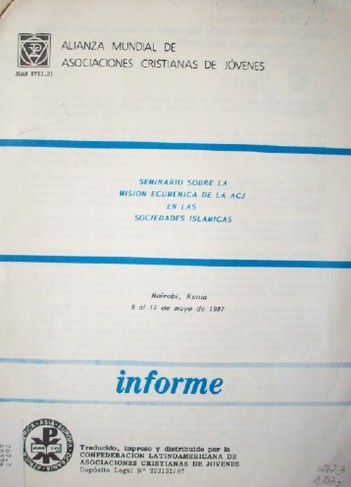 ALIANZA MUNDIAL DE
ASOCIACIONES CRISTIANAS DE JÓVENES
JUAN XVII,21
SEMINARIO SOBRE LA
MISION ECUMENICA DE LA ACJ
EN LAS
SOCIEDADES ISLAMICAS
Nairobi, Kenia
8 al 12 de mayo de 1987
informe
Traducido, impreso y distribuido por la
CONFEDERACION LATINOAMERICANA DE
ASOCIACIONES CRISTIANAS DE JOVENES
Depósito Legal Nº 222132/87